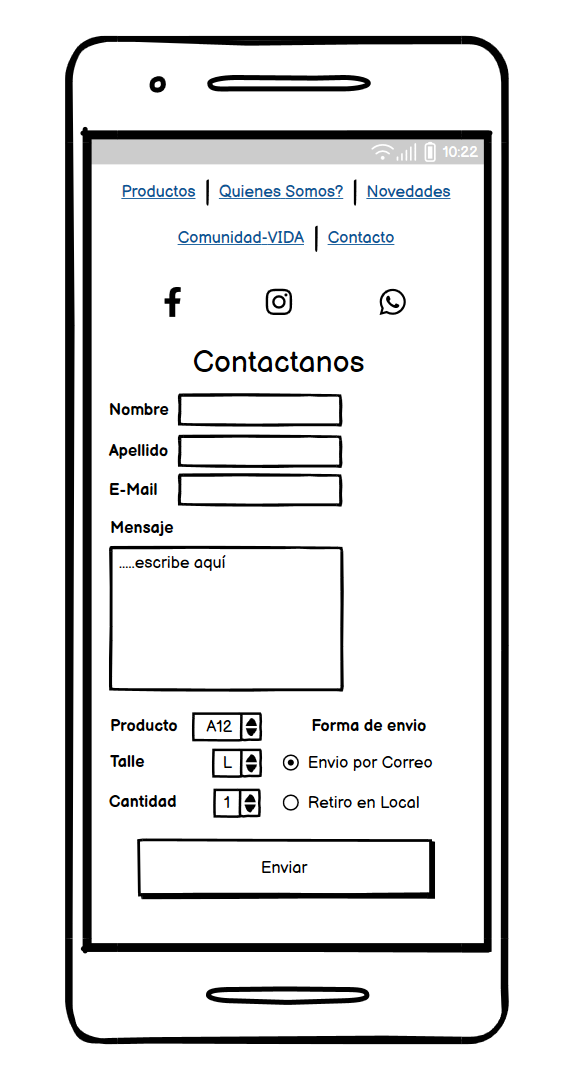 10:22
Productos | Quienes Somos? | Novedades
Comunidad-VIDA | Contacto
Contactanos
Nombre
Apellido
E-Mail
Mensaje
.....escribe aquí
Producto A12 Forma de envio
Talle L Envio por Correo
Cantidad 1 Retiro en Local
Enviar